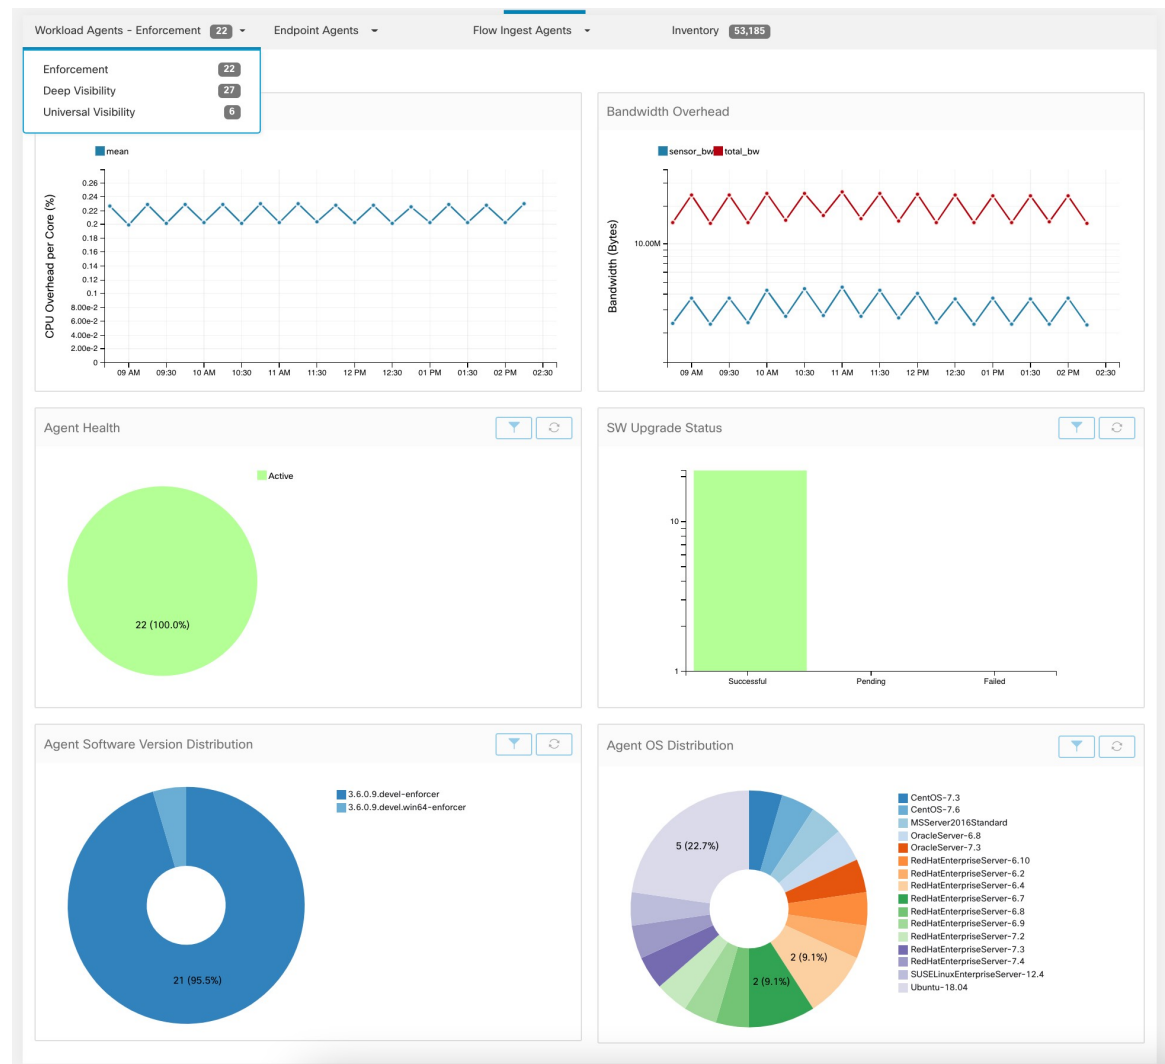 Workload Agents - Enforcement 22 Endpoint Agents Flow Ingest Agents Inventory 53,185
Enforcement 22
Deep Visibility 27
Universal Visibility 6
mean
CPU Overhead per Core (%)
0.26
0.24
0.22
0.2
0.18
0.16
0.14
0.12
0.1
8.00e-2
6.00e-2
4.00e-2
2.00e-2
0
09 AM 09:30 10 AM 10:30 11 AM 11:30 12 PM 12:30 01 PM 01:30 02 PM 02:30
Bandwidth Overhead
sensor_bw total_bw
Bandwidth (Bytes)
10.00M
09 AM 09:30 10 AM 10:30 11 AM 11:30 12 PM 12:30 01 PM 01:30 02 PM 02:30
Agent Health
Active
22 (100.0%)
SW Upgrade Status
10
1
Successful Pending Failed
Agent Software Version Distribution
3.6.0.9.devel-enforcer
3.6.0.9.devel.win64-enforcer
21 (95.5%)
Agent OS Distribution
5 (22.7%)
2 (9.1%)
2 (9.1%)
CentOS-7.3
CentOS-7.6
MSServer2016Standard
OracleServer-6.8
OracleServer-7.3
RedHatEnterpriseServer-6.10
RedHatEnterpriseServer-6.2
RedHatEnterpriseServer-6.4
RedHatEnterpriseServer-6.7
RedHatEnterpriseServer-6.8
RedHatEnterpriseServer-6.9
RedHatEnterpriseServer-7.2
RedHatEnterpriseServer-7.3
RedHatEnterpriseServer-7.4
SUSELinuxEnterpriseServer-12.4
Ubuntu-18.04